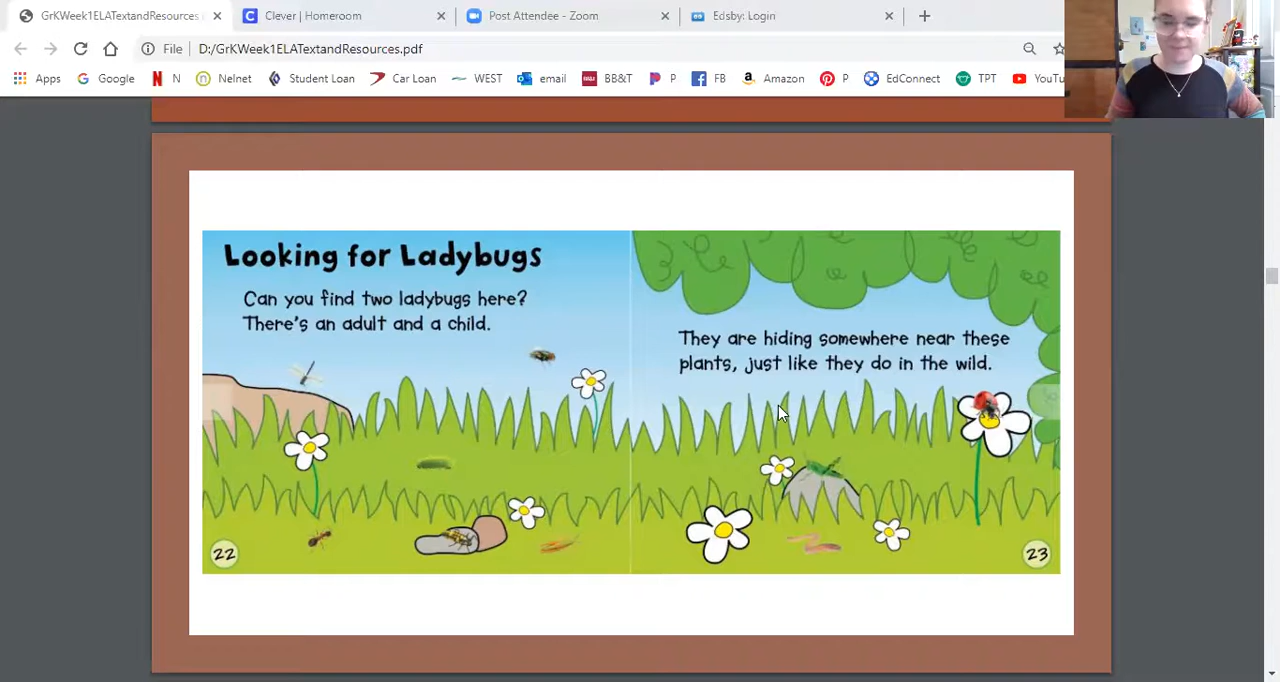 GrKWeek1ELATextandResources
Clever | Homeroom
Post Attendee - Zoom
Edsby: Login
File
D:/GrKWeek1ELATextandResources.pdf
Apps
Google
N
Nelnet
Student Loan
Car Loan
WEST
email
BB&T
P
FB
Amazon
P
EdConnect
TPT
YouTu
Looking for Ladybugs
Can you find two ladybugs here?
There's an adult and a child.
They are hiding somewhere near these
plants, just like they do in the wild.
22
23